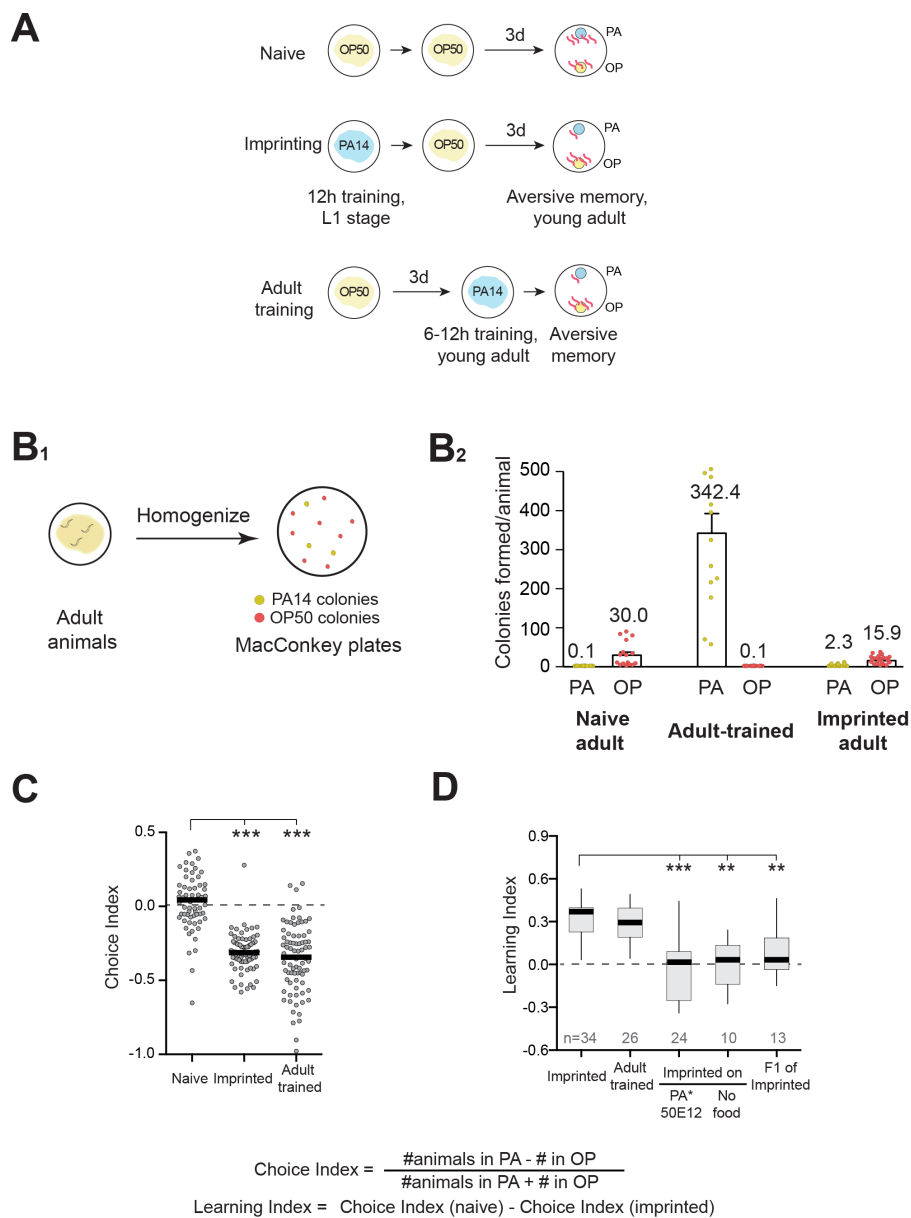 A
Naive
OP50
OP50
3d
PA
OP
Imprinting
PA14
OP50
3d
PA
OP
12h training,
L1 stage
Aversive memory,
young adult
Adult
training
OP50
3d
PA14
PA
OP
6-12h training,
young adult
Aversive
memory
B1
Homogenize
Adult
animals
PA14 colonies
OP50 colonies
MacConkey plates
B2
Colonies formed/animal
500
400
300
200
100
0
0.1
30.0
342.4
0.1
2.3
15.9
PA
OP
PA
OP
PA
OP
Naive
adult
Adult-trained
Imprinted
adult
C
Choice Index
0.5
0.0
-0.5
-1.0
***
***
Naive
Imprinted
Adult
trained
D
Learning Index
0.9
0.6
0.3
0.0
-0.3
-0.6
***
**
**
n=34
26
24
10
13
Imprinted
Adult
trained
Imprinted on
PA*
50E12
No
food
F1 of
Imprinted
Choice Index = #animals in PA - # in OP
#animals in PA + # in OP
Learning Index = Choice Index (naive) - Choice Index (imprinted)